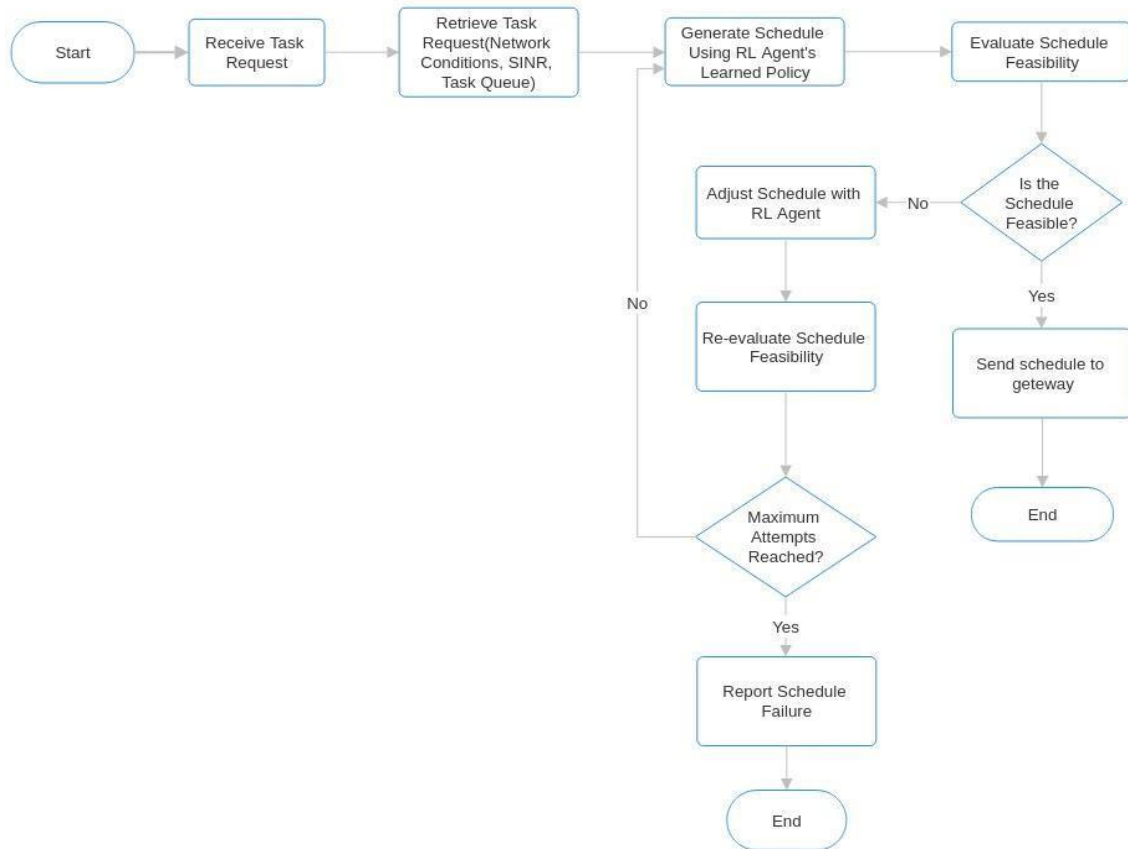 Start
Receive Task
Request
Retrieve Task
Request(Network
Conditions, SINR,
Task Queue)
Generate Schedule
Using RL Agent's
Learned Policy
Evaluate Schedule
Feasibility
Is the
Schedule
Feasible?
No
Adjust Schedule with
RL Agent
Yes
Send schedule to
geteway
End
Re-evaluate Schedule
Feasibility
Maximum
Attempts
Reached?
No
Yes
Report Schedule
Failure
End